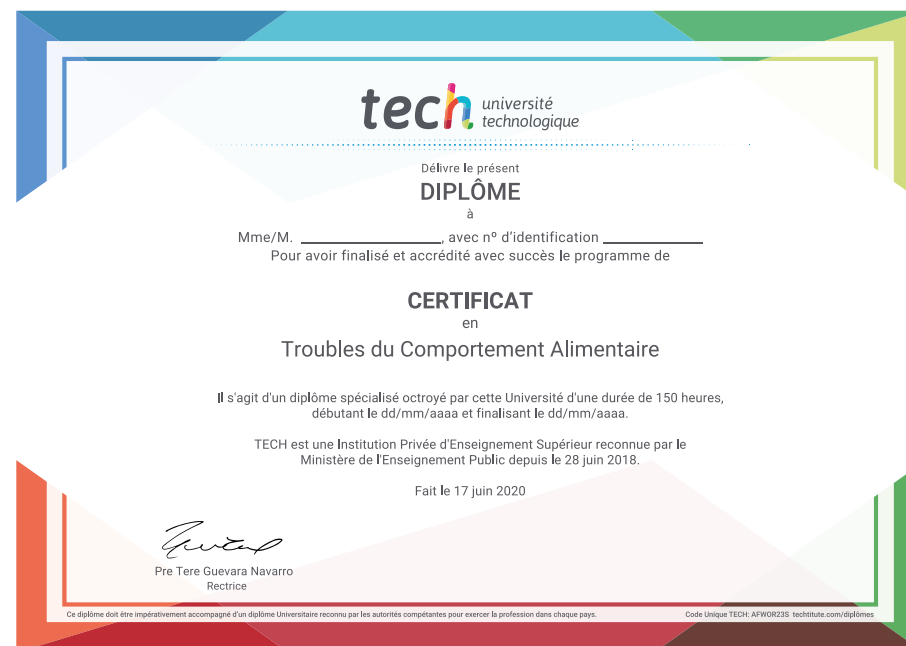 tech université
technologique
Délivre le présent
DIPLÔME
à
Mme/M. ____________________, avec nº d'identification ______________
Pour avoir finalisé et accrédité avec succès le programme de
CERTIFICAT
en
Troubles du Comportement Alimentaire
Il s'agit d'un diplôme spécialisé octroyé par cette Université d'une durée de 150 heures,
débutant le dd/mm/aaaa et finalisant le dd/mm/aaaa.
TECH est une Institution Privée d'Enseignement Supérieur reconnue par le
Ministère de l'Enseignement Public depuis le 28 juin 2018.
Fait le 17 juin 2020
Pre Tere Guevara Navarro
Rectrice
Ce diplôme doit être impérativement accompagné d'un diplôme Universitaire reconnu par les autorités compétantes pour exercer la profession dans chaque pays. Code Unique TECH: AFWOR23S techtitute.com/diplômes